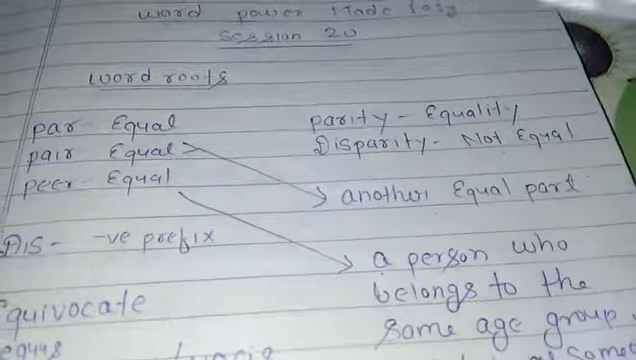 word power Made Easy
Session 20
word roots
par Equal
parity - Equality
pair Equal
Disparity - Not Equal
peer - Equal
another Equal part
DIS - -ve prefix
a person who
belongs to the
same age group.
Equivocate